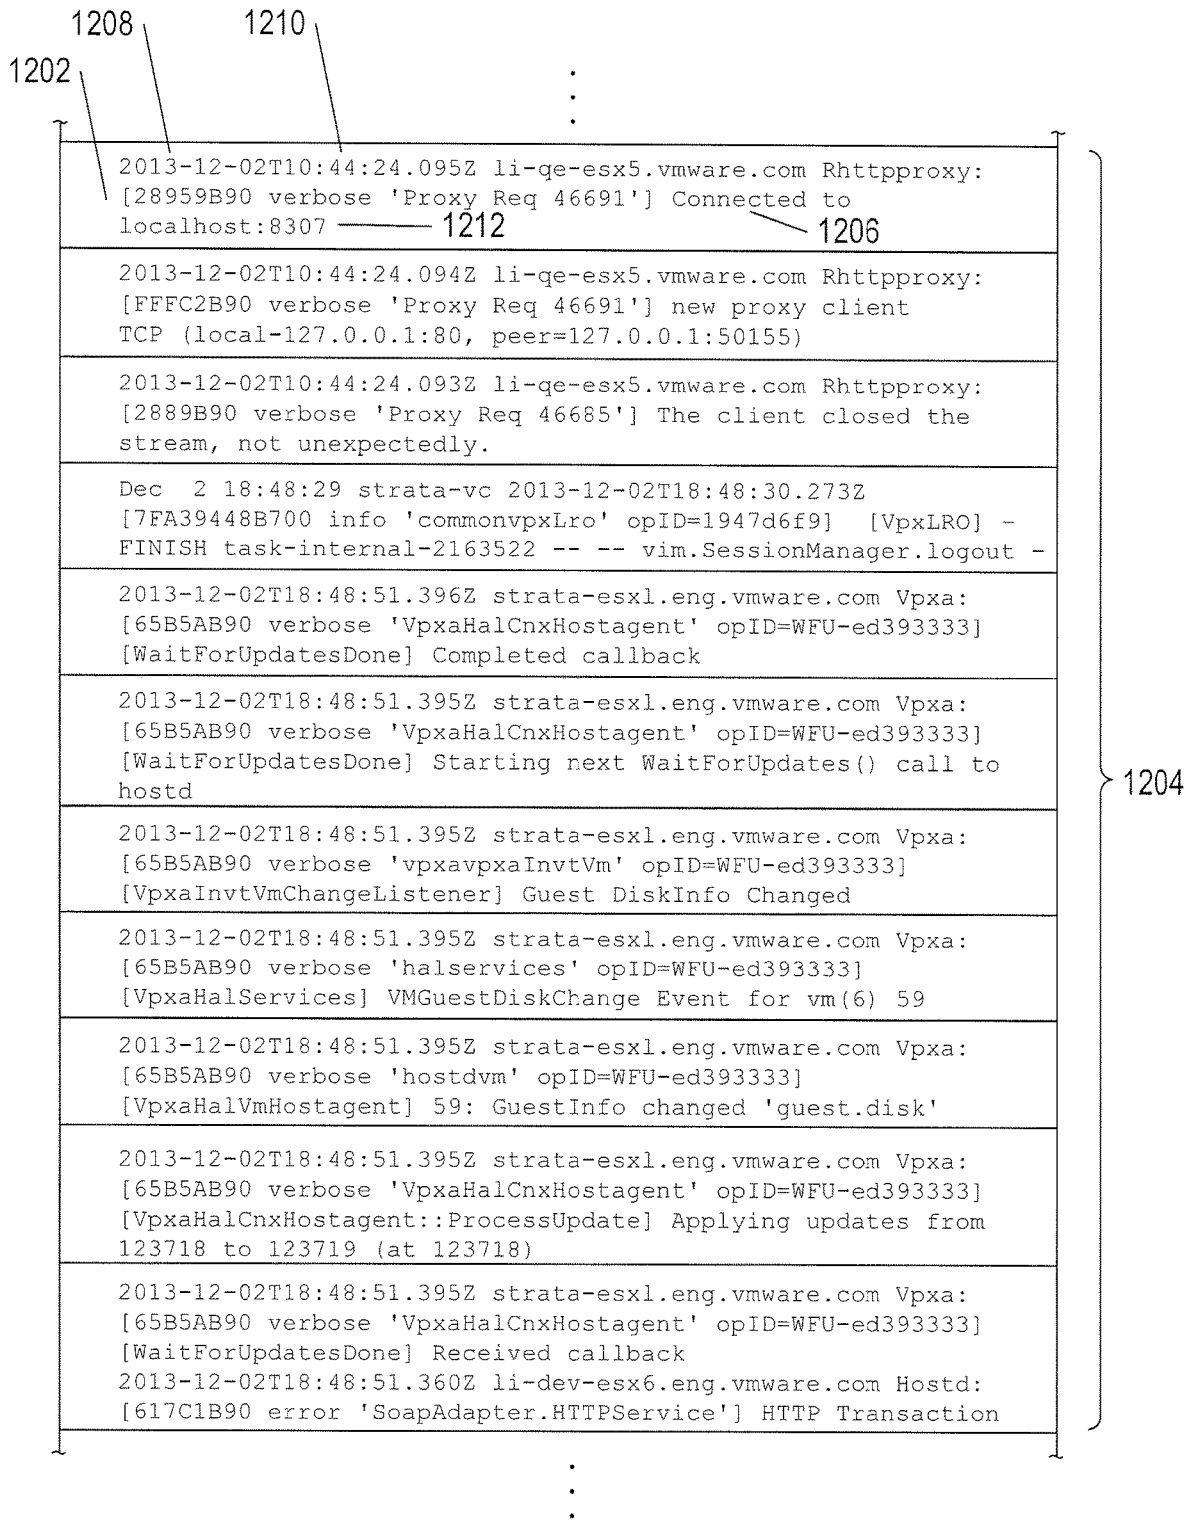 1208
1210
1202
2013-12-02T10:44:24.095Z li-qe-esx5.vmware.com Rhttpproxy:
[28959B90 verbose 'Proxy Req 46691'] Connected to
localhost:8307
1212
1206
2013-12-02T10:44:24.094Z li-qe-esx5.vmware.com Rhttpproxy:
[FFFC2B90 verbose 'Proxy Req 46691'] new proxy client
TCP (local-127.0.0.1:80, peer=127.0.0.1:50155)
2013-12-02T10:44:24.093Z li-qe-esx5.vmware.com Rhttpproxy:
[2889B90 verbose 'Proxy Req 46685'] The client closed the
stream, not unexpectedly.
Dec  2 18:48:29 strata-vc 2013-12-02T18:48:30.273Z
[7FA39448B700 info 'commonvpxLro' opID=1947d6f9]  [VpxLRO] -
FINISH task-internal-2163522 -- -- vim.SessionManager.logout -
2013-12-02T18:48:51.396Z strata-esxl.eng.vmware.com Vpxa:
[65B5AB90 verbose 'VpxaHalCnxHostagent' opID=WFU-ed393333]
[WaitForUpdatesDone] Completed callback
2013-12-02T18:48:51.395Z strata-esxl.eng.vmware.com Vpxa:
[65B5AB90 verbose 'VpxaHalCnxHostagent' opID=WFU-ed393333]
[WaitForUpdatesDone] Starting next WaitForUpdates() call to
hostd
1204
2013-12-02T18:48:51.395Z strata-esxl.eng.vmware.com Vpxa:
[65B5AB90 verbose 'vpxavpxaInvtVm' opID=WFU-ed393333]
[VpxaInvtVmChangeListener] Guest DiskInfo Changed
2013-12-02T18:48:51.395Z strata-esxl.eng.vmware.com Vpxa:
[65B5AB90 verbose 'halservices' opID=WFU-ed393333]
[VpxaHalServices] VMGuestDiskChange Event for vm(6) 59
2013-12-02T18:48:51.395Z strata-esxl.eng.vmware.com Vpxa:
[65B5AB90 verbose 'hostdvm' opID=WFU-ed393333]
[VpxaHalVmHostagent] 59: GuestInfo changed 'guest.disk'
2013-12-02T18:48:51.395Z strata-esxl.eng.vmware.com Vpxa:
[65B5AB90 verbose 'VpxaHalCnxHostagent' opID=WFU-ed393333]
[VpxaHalCnxHostagent::ProcessUpdate] Applying updates from
123718 to 123719 (at 123718)
2013-12-02T18:48:51.395Z strata-esxl.eng.vmware.com Vpxa:
[65B5AB90 verbose 'VpxaHalCnxHostagent' opID=WFU-ed393333]
[WaitForUpdatesDone] Received callback
2013-12-02T18:48:51.360Z li-dev-esx6.eng.vmware.com Hostd:
[617C1B90 error 'SoapAdapter.HTTPService'] HTTP Transaction